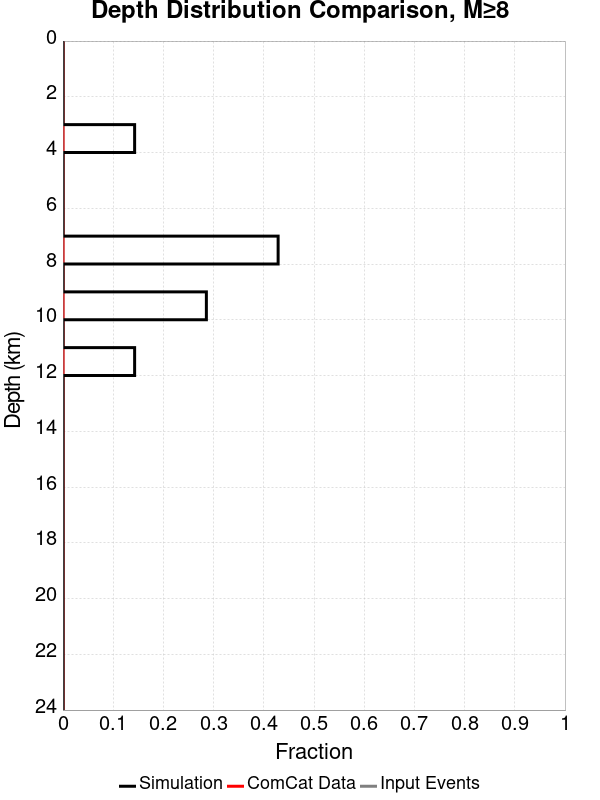 Depth Distribution Comparison, M≥8
0
2
4
6
8
10
12
14
16
18
20
22
24
Depth (km)
0 0.1 0.2 0.3 0.4 0.5 0.6 0.7 0.8 0.9 1
Fraction
Simulation ComCat Data Input Events